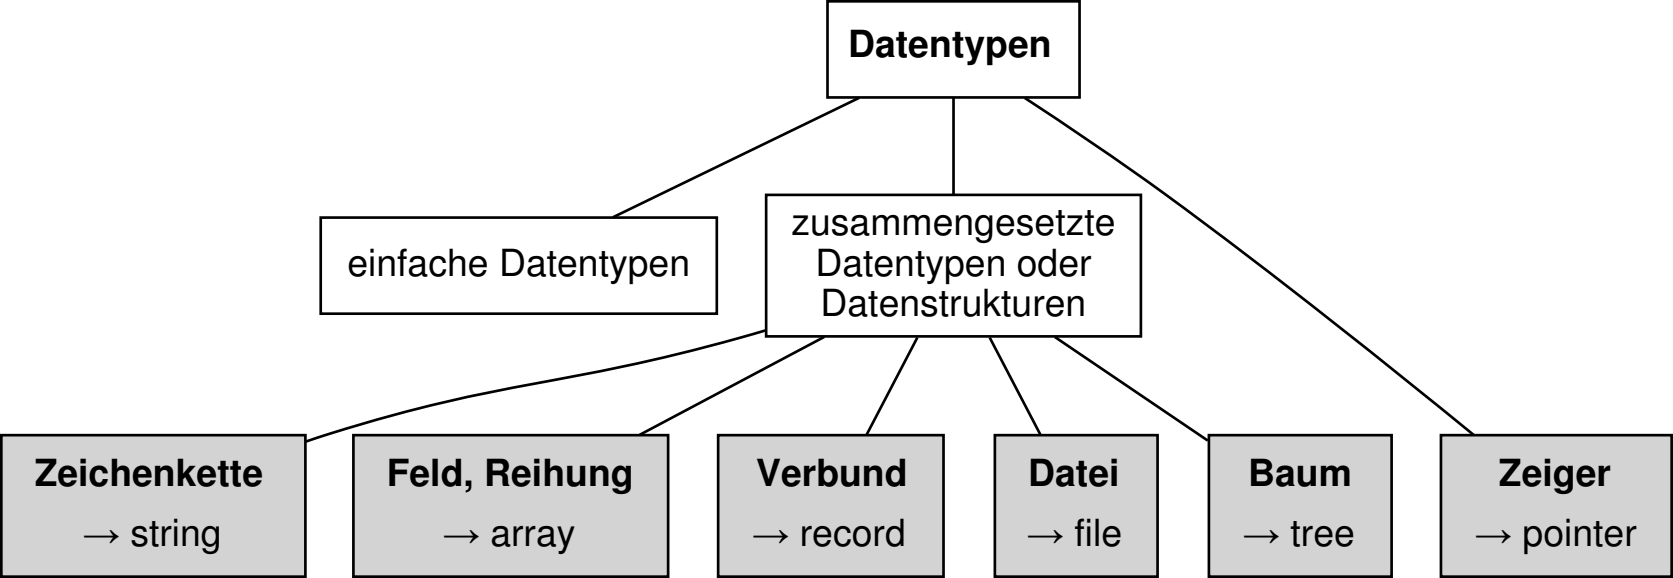 Datentypen
einfache Datentypen
zusammengesetzte
Datentypen oder
Datenstrukturen
Zeichenkette
→ string
Feld, Reihung
→ array
Verbund
→ record
Datei
→ file
Baum
→ tree
Zeiger
→ pointer